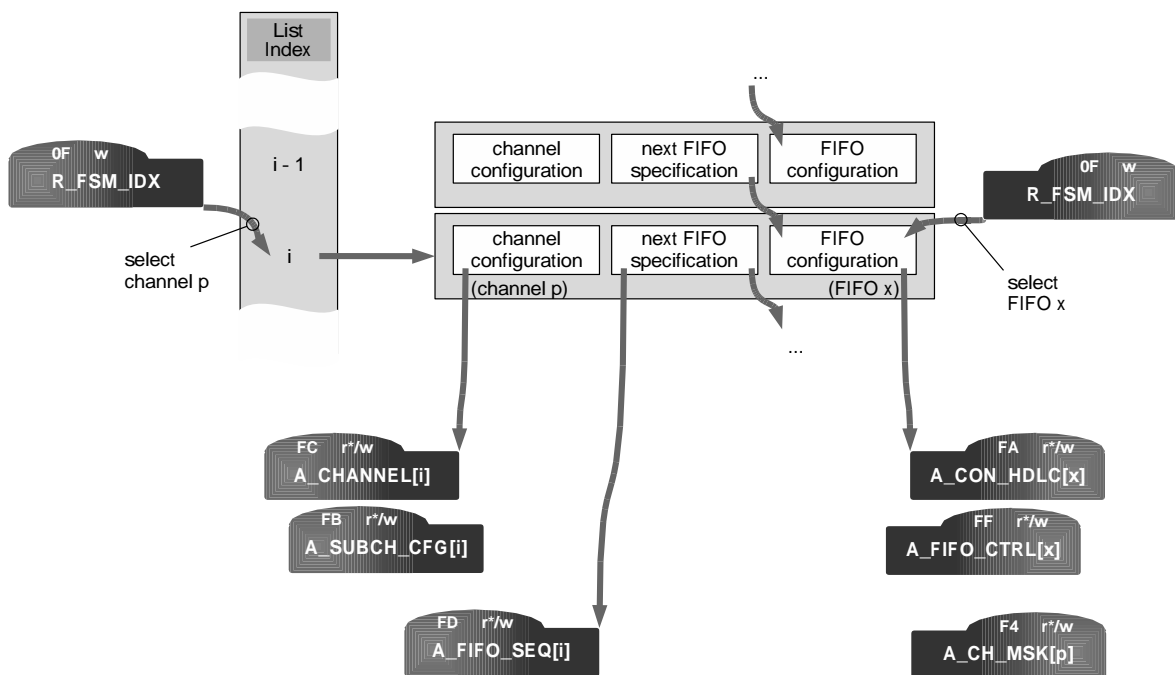 List
Index
...
i - 1
channel
configuration
next FIFO
specification
FIFO
configuration
0F w
R_FSM_IDX
0F w
R_FSM_IDX
select
channel p
i
channel
configuration
next FIFO
specification
FIFO
configuration
(channel p)
(FIFO x)
select
FIFO x
...
FC r*/w
A_CHANNEL[i]
FB r*/w
A_SUBCH_CFG[i]
FD r*/w
A_FIFO_SEQ[i]
FA r*/w
A_CON_HDLC[x]
FF r*/w
A_FIFO_CTRL[x]
F4 r*/w
A_CH_MSK[p]